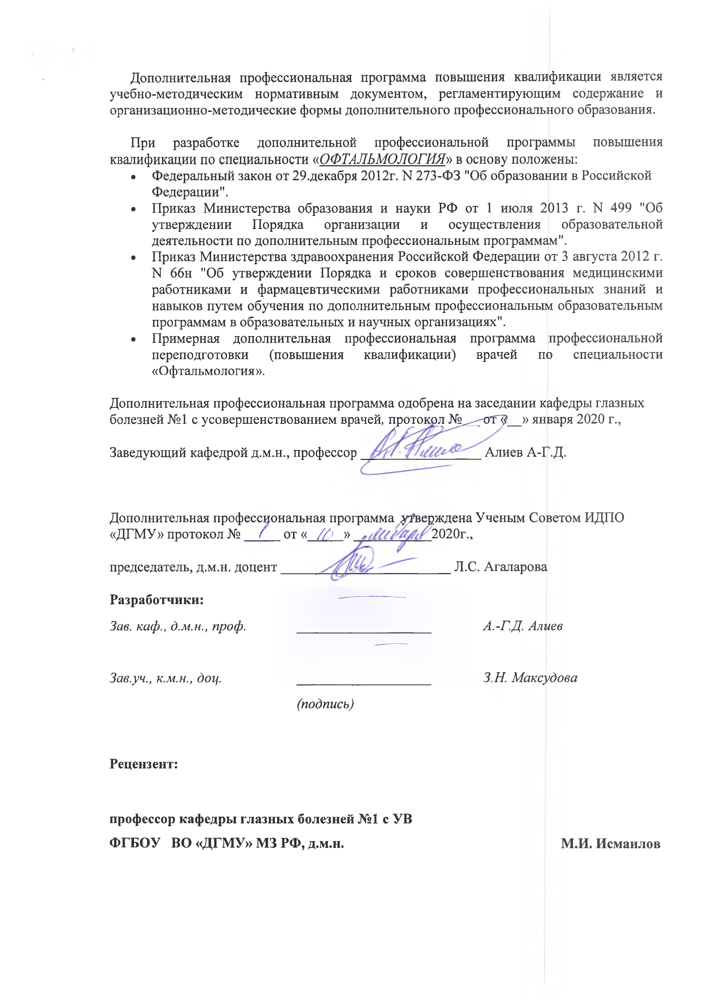 Дополнительная профессиональная программа повышения квалификации является
учебно-методическим нормативным документом, регламентирующим содержание и
организационно-методические формы дополнительного профессионального образования.
При разработке дополнительной профессиональной программы повышения
квалификации по специальности «ОФТАЛЬМОЛОГИЯ» в основу положены:
• Федеральный закон от 29.декабря 2012г. N 273-ФЗ "Об образовании в Российской
Федерации".
• Приказ Министерства образования и науки РФ от 1 июля 2013 г. N 499 "Об
утверждении Порядка организации и осуществления образовательной
деятельности по дополнительным профессиональным программам".
• Приказ Министерства здравоохранения Российской Федерации от 3 августа 2012 г.
N 66н "Об утверждении Порядка и сроков совершенствования медицинскими
работниками и фармацевтическими работниками профессиональных знаний и
навыков путем обучения по дополнительным профессиональным образовательным
программам в образовательных и научных организациях".
• Примерная дополнительная профессиональная программа профессиональной
переподготовки (повышения квалификации) врачей по специальности
«Офтальмология».
Дополнительная профессиональная программа одобрена на заседании кафедры глазных
болезней №1 с усовершенствованием врачей, протокол №___ от «__» января 2020 г.,
Заведующий кафедрой д.м.н., профессор _________________ Алиев А-Г.Д.
Дополнительная профессиональная программа утверждена Ученым Советом ИДПО
«ДГМУ» протокол № 1 от «10» января 2020г.,
председатель, д.м.н. доцент ________________________ Л.С. Агаларова
Разработчики:
Зав. каф., д.м.н., проф. ___________________ А.-Г.Д. Алиев
Зав.уч., к.м.н., доц. ___________________ З.Н. Максудова
(подпись)
Рецензент:
профессор кафедры глазных болезней №1 с УВ
ФГБОУ ВО «ДГМУ» МЗ РФ, д.м.н. М.И. Исмаилов